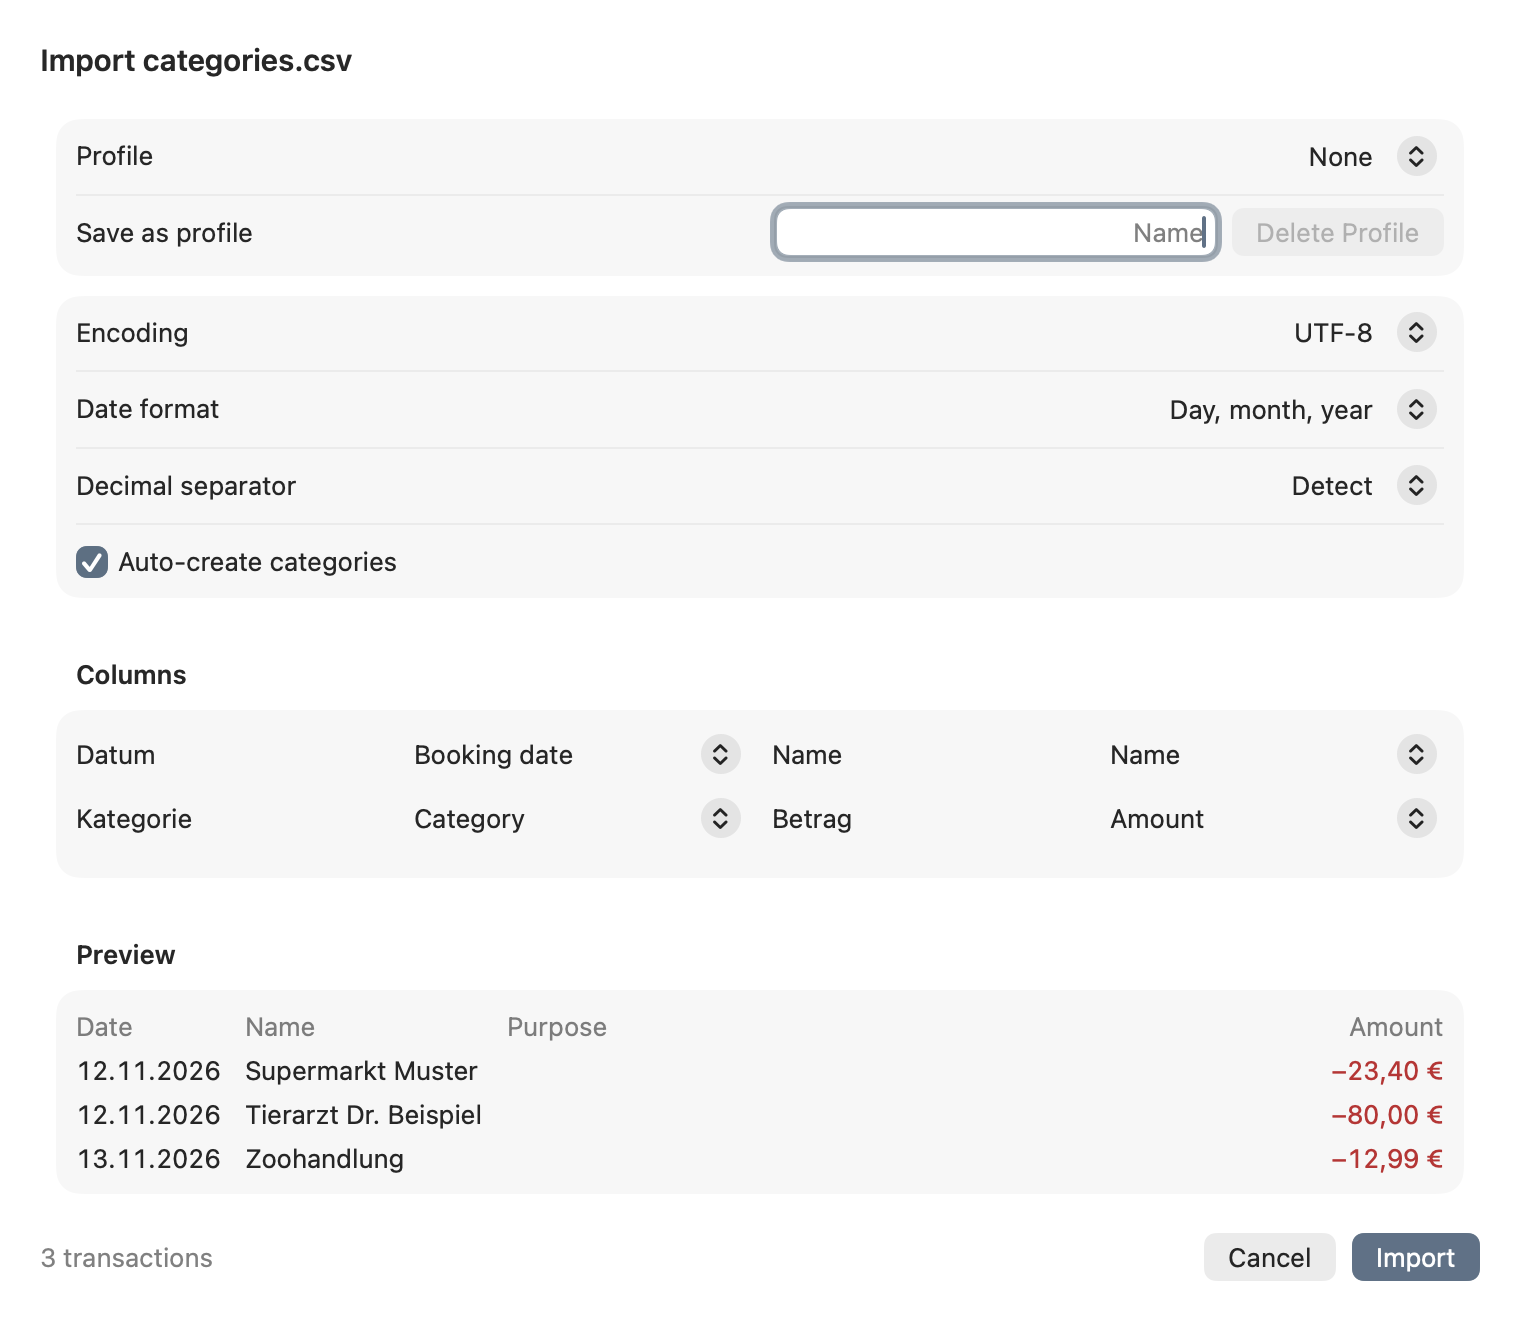 Import categories.csv
Profile None
Save as profile Name Delete Profile
Encoding UTF-8
Date format Day, month, year
Decimal separator Detect
Auto-create categories
Columns
Datum Booking date Name Name
Kategorie Category Betrag Amount
Preview
Date Name Purpose Amount
12.11.2026 Supermarkt Muster −23,40 €
12.11.2026 Tierarzt Dr. Beispiel −80,00 €
13.11.2026 Zoohandlung −12,99 €
3 transactions Cancel Import